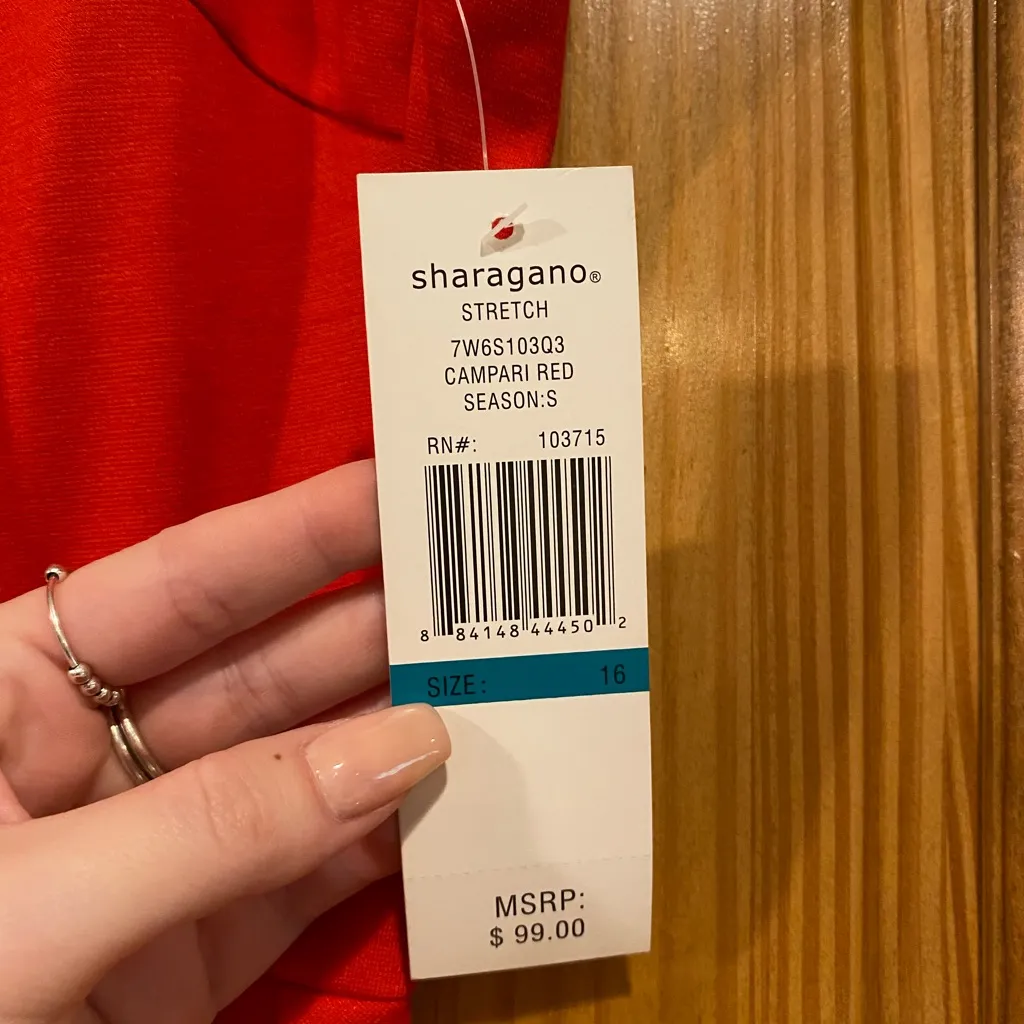 sharagano®
STRETCH
7W6S103Q3
CAMPARI RED
SEASON:S
RN#: 103715
8 84148 44450 2
SIZE: 16
MSRP:
$ 99.00